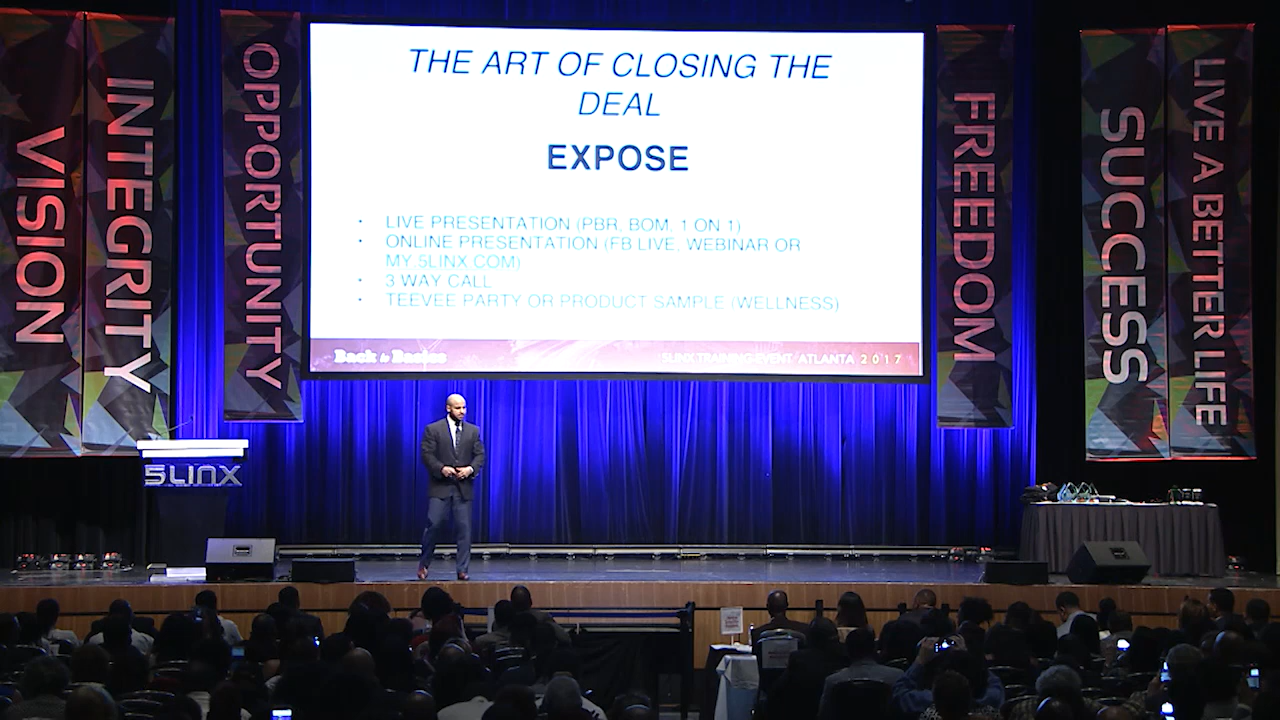 VISION
INTEGRITY
OPPORTUNITY
THE ART OF CLOSING THE
DEAL
EXPOSE
• LIVE PRESENTATION (PBR, BOM, 1 ON 1)
• ONLINE PRESENTATION (FB LIVE, WEBINAR OR
MY.5LINX.COM)
• 3 WAY CALL
• TEEVEE PARTY OR PRODUCT SAMPLE (WELLNESS)
Back to Basics
5LINX TRAINING EVENT ATLANTA 2017
FREEDOM
SUCCESS
LIVE A BETTER LIFE
5LINX